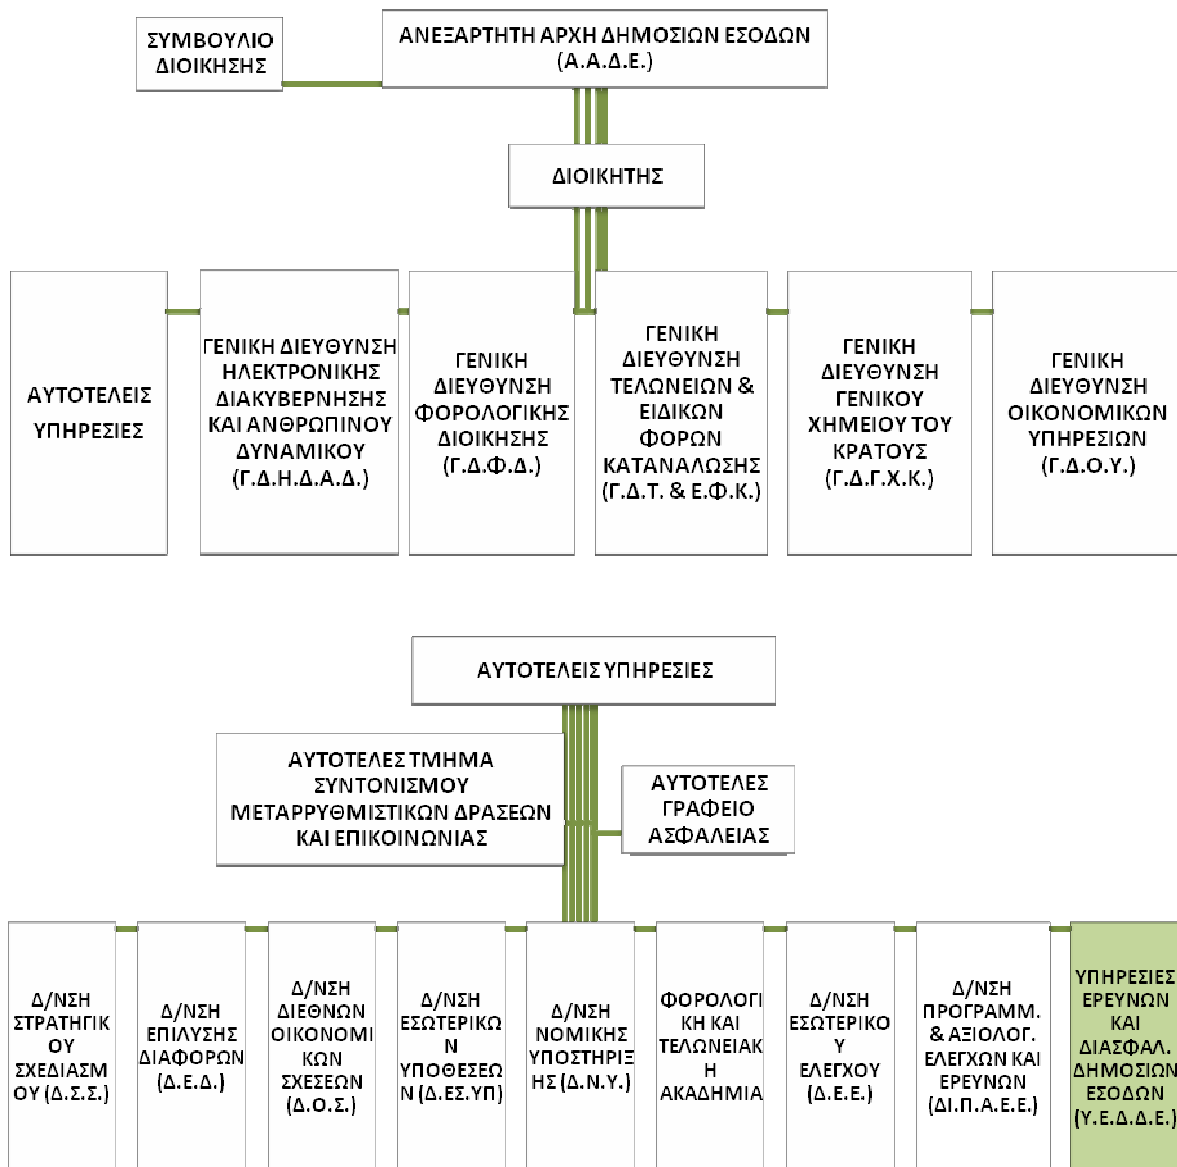 ΣΥΜΒΟΥΛΙΟ
ΔΙΟΙΚΗΣΗΣ
ΑΝΕΞΑΡΤΗΤΗ ΑΡΧΗ ΔΗΜΟΣΙΩΝ ΕΣΟΔΩΝ
(Α.Α.Δ.Ε.)
ΔΙΟΙΚΗΤΗΣ
ΑΥΤΟΤΕΛΕΙΣ
ΥΠΗΡΕΣΙΕΣ
ΓΕΝΙΚΗ ΔΙΕΥΘΥΝΣΗ
ΗΛΕΚΤΡΟΝΙΚΗΣ
ΔΙΑΚΥΒΕΡΝΗΣΗΣ
ΚΑΙ ΑΝΘΡΩΠΙΝΟΥ
ΔΥΝΑΜΙΚΟΥ
(Γ.Δ.Η.Δ.Α.Δ.)
ΓΕΝΙΚΗ
ΔΙΕΥΘΥΝΣΗ
ΦΟΡΟΛΟΓΙΚΗΣ
ΔΙΟΙΚΗΣΗΣ
(Γ.Δ.Φ.Δ.)
ΓΕΝΙΚΗ
ΔΙΕΥΘΥΝΣΗ
ΤΕΛΩΝΕΙΩΝ &
ΕΙΔΙΚΩΝ
ΦΟΡΩΝ
ΚΑΤΑΝΑΛΩΣΗΣ
(Γ.Δ.Τ. & Ε.Φ.Κ.)
ΓΕΝΙΚΗ
ΔΙΕΥΘΥΝΣΗ
ΓΕΝΙΚΟΥ
ΧΗΜΕΙΟΥ ΤΟΥ
ΚΡΑΤΟΥΣ
(Γ.Δ.Γ.Χ.Κ.)
ΓΕΝΙΚΗ
ΔΙΕΥΘΥΝΣΗ
ΟΙΚΟΝΟΜΙΚΩΝ
ΥΠΗΡΕΣΙΩΝ
(Γ.Δ.Ο.Υ.)
ΑΥΤΟΤΕΛΕΙΣ ΥΠΗΡΕΣΙΕΣ
ΑΥΤΟΤΕΛΕΣ ΤΜΗΜΑ
ΣΥΝΤΟΝΙΣΜΟΥ
ΜΕΤΑΡΡΥΘΜΙΣΤΙΚΩΝ ΔΡΑΣΕΩΝ
ΚΑΙ ΕΠΙΚΟΙΝΩΝΙΑΣ
ΑΥΤΟΤΕΛΕΣ
ΓΡΑΦΕΙΟ
ΑΣΦΑΛΕΙΑΣ
Δ/ΝΣΗ
ΣΤΡΑΤΗΓΙΚ
ΟΥ
ΣΧΕΔΙΑΣΜ
ΟΥ (Δ.Σ.Σ.)
Δ/ΝΣΗ
ΕΠΙΛΥΣΗΣ
ΔΙΑΦΟΡΩΝ
(Δ.Ε.Δ.)
Δ/ΝΣΗ
ΔΙΕΘΝΩΝ
ΟΙΚΟΝΟΜΙ
ΚΩΝ
ΣΧΕΣΕΩΝ
(Δ.Ο.Σ.)
Δ/ΝΣΗ
ΕΣΩΤΕΡΙΚΩ
Ν
ΥΠΟΘΕΣΕΩ
Ν (Δ.ΕΣ.ΥΠ)
Δ/ΝΣΗ
ΝΟΜΙΚΗΣ
ΥΠΟΣΤΗΡΙΞ
ΗΣ (Δ.Ν.Υ.)
ΦΟΡΟΛΟΓΙ
ΚΗ ΚΑΙ
ΤΕΛΩΝΕΙΑΚ
Η
ΑΚΑΔΗΜΙΑ
Δ/ΝΣΗ
ΕΣΩΤΕΡΙΚΟ
Υ
ΕΛΕΓΧΟΥ
(Δ.Ε.Ε.)
Δ/ΝΣΗ
ΠΡΟΓΡΑΜΜ.
& ΑΞΙΟΛΟΓ.
ΕΛΕΓΧΩΝ ΚΑΙ
ΕΡΕΥΝΩΝ
(ΔΙ.Π.Α.Ε.Ε.)
ΥΠΗΡΕΣΙΕΣ
ΕΡΕΥΝΩΝ
ΚΑΙ
ΔΙΑΣΦΑΛ.
ΔΗΜΟΣΙΩΝ
ΕΣΟΔΩΝ
(Υ.Ε.Δ.Δ.Ε.)